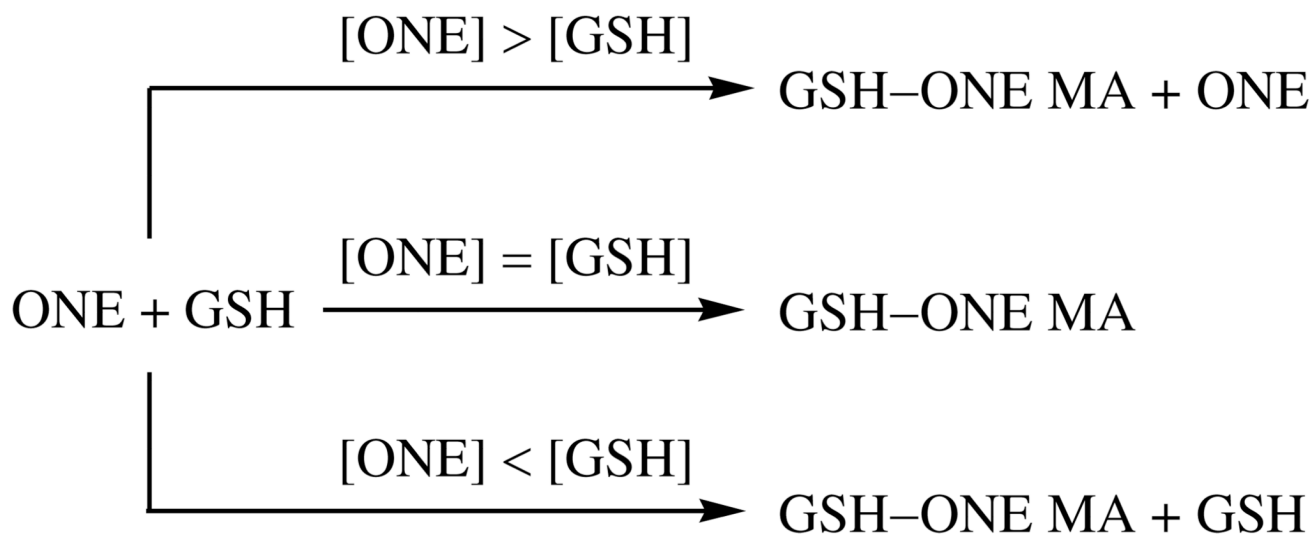 [ONE] > [GSH]
GSH–ONE MA + ONE
[ONE] = [GSH]
ONE + GSH
GSH–ONE MA
[ONE] < [GSH]
GSH–ONE MA + GSH